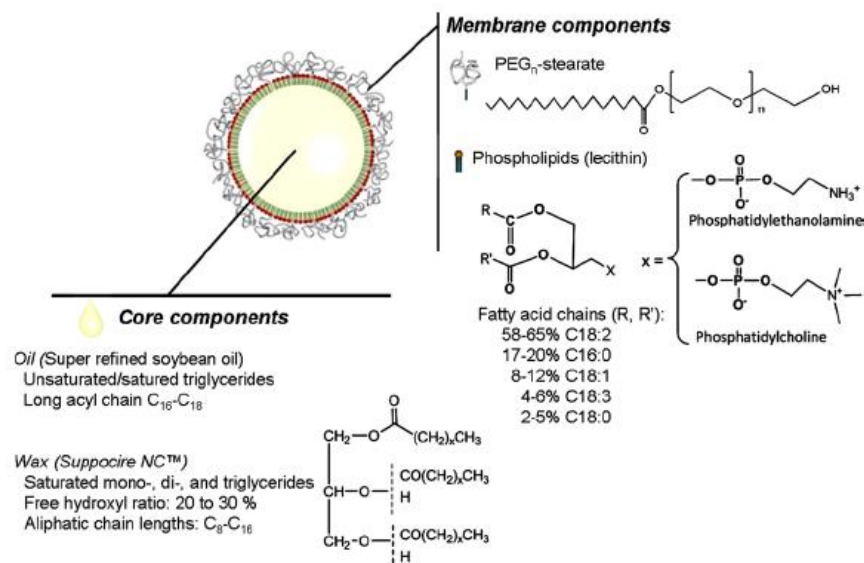 Membrane components
PEGₙ-stearate
O
O
n
OH
O
Phospholipids (lecithin)
R
O
O
R'
O
O
X
x =
O
O-P-O
O⁻
NH₃⁺
Phosphatidylethanolamine
O
O-P-O
O⁻
N⁺
Phosphatidylcholine
Fatty acid chains (R, R'):
58-65% C18:2
17-20% C16:0
8-12% C18:1
4-6% C18:3
2-5% C18:0
Core components
Oil (Super refined soybean oil)
Unsaturated/satured triglycerides
Long acyl chain C₁₆-C₁₈
Wax (Suppocire NC™)
Saturated mono-, di-, and triglycerides
Free hydroxyl ratio: 20 to 30 %
Aliphatic chain lengths: C₈-C₁₆
O
CH₂-O (CH₂)ₓCH₃
CH-O CO(CH₂)ₓCH₃
H
CH₂-O CO(CH₂)ₓCH₃
H